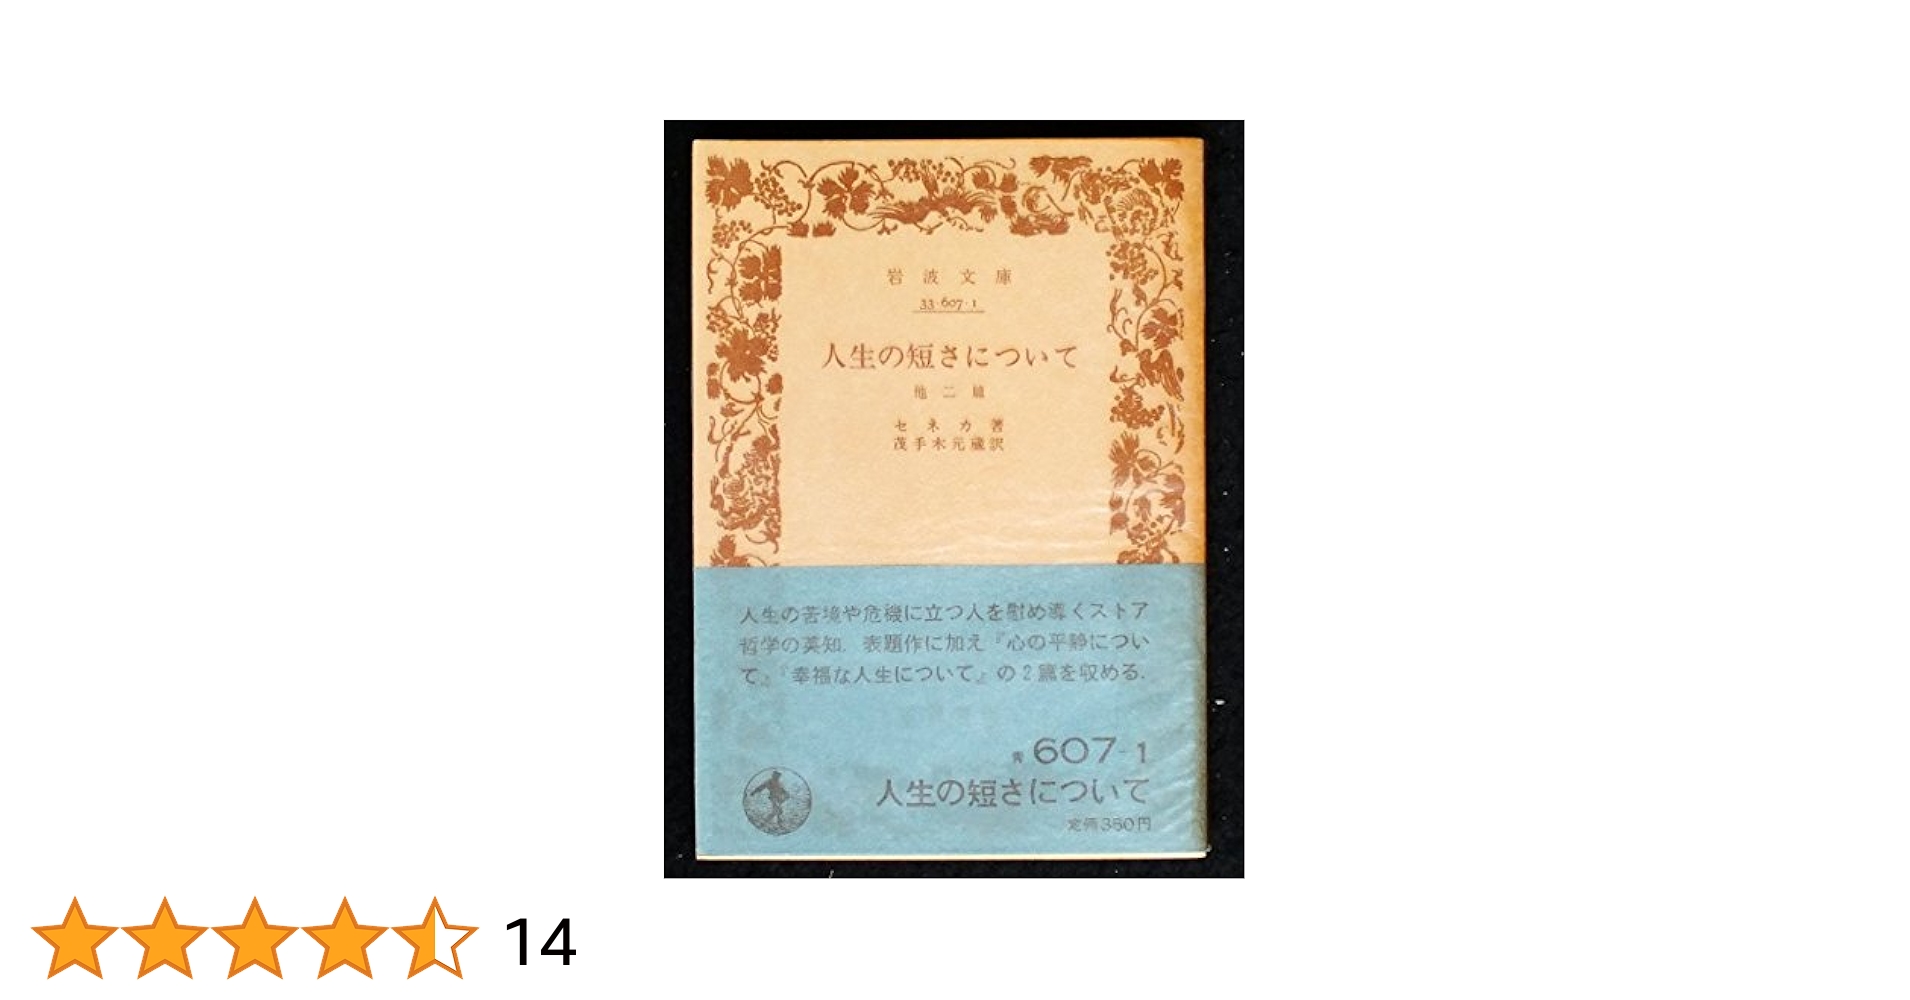 岩波文庫
33-607-1
人生の短さについて
他二篇
セネカ著
茂手木元蔵訳
人生の苦境や危機に立つ人を慰め導くストア
哲学の英知．表題作に加え『心の平静につい
て』『幸福な人生について』の2篇を収める．
青 607-1
人生の短さについて
定価350円
14